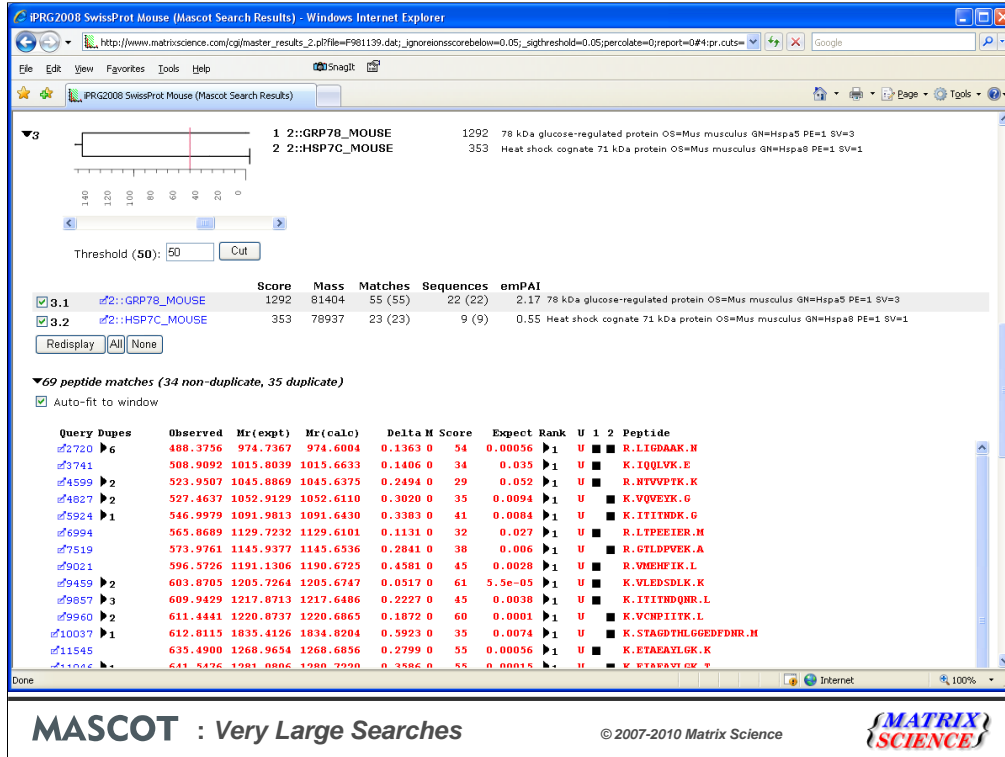 iPRG2008 SwissProt Mouse (Mascot Search Results) - Windows Internet Explorer
http://www.matrixscience.com/cgi/master_results_2.pl?file=F981139.dat;_ignoreionsscorebelow=0.05;_sigthreshold=0.05;percolate=0;report=0#4:pr.cuts=
Google
File Edit View Favorites Tools Help SnagIt
iPRG2008 SwissProt Mouse (Mascot Search Results) Page Tools
3
1 2::GRP78_MOUSE 1292 78 kDa glucose-regulated protein OS=Mus musculus GN=Hspa5 PE=1 SV=3
2 2::HSP7C_MOUSE 353 Heat shock cognate 71 kDa protein OS=Mus musculus GN=Hspa8 PE=1 SV=1
140 120 100 80 60 40 20 0
Threshold (50): 50 Cut
Score Mass Matches Sequences emPAI
3.1 2::GRP78_MOUSE 1292 81404 55 (55) 22 (22) 2.17 78 kDa glucose-regulated protein OS=Mus musculus GN=Hspa5 PE=1 SV=3
3.2 2::HSP7C_MOUSE 353 78937 23 (23) 9 (9) 0.55 Heat shock cognate 71 kDa protein OS=Mus musculus GN=Hspa8 PE=1 SV=1
Redisplay All None
69 peptide matches (34 non-duplicate, 35 duplicate)
Auto-fit to window
Query Dupes Observed Mr(expt) Mr(calc) Delta M Score Expect Rank U 1 2 Peptide
2720 6 488.3756 974.7367 974.6004 0.1363 0 54 0.00056 1 U R.LIGDAAK.N
3741 508.9092 1015.8039 1015.6633 0.1406 0 34 0.035 1 U K.IQQLVK.E
4599 2 523.9507 1045.8869 1045.6375 0.2494 0 29 0.052 1 U R.NTVVPTK.K
4827 2 527.4637 1052.9129 1052.6110 0.3020 0 35 0.0094 1 U K.VQVEYK.G
5924 1 546.9979 1091.9813 1091.6430 0.3383 0 41 0.0084 1 U K.ITITNDK.G
6994 565.8689 1129.7232 1129.6101 0.1131 0 32 0.027 1 U R.LTPEEIER.M
7519 573.9761 1145.9377 1145.6536 0.2841 0 38 0.006 1 U R.GTLDPVEK.A
9021 596.5726 1191.1306 1190.6725 0.4581 0 45 0.0028 1 U R.VMEHFIK.L
9459 2 603.8705 1205.7264 1205.6747 0.0517 0 61 5.5e-05 1 U K.VLEDSDLK.K
9857 3 609.9429 1217.8713 1217.6486 0.2227 0 45 0.0038 1 U K.ITITNDQNR.L
9960 2 611.4441 1220.8737 1220.6865 0.1872 0 60 0.0001 1 U K.VCNPIITK.L
10037 1 612.8115 1835.4126 1834.8204 0.5923 0 35 0.0074 1 U K.STAGDTHLGGEDFDNR.M
11545 635.4900 1268.9654 1268.6856 0.2799 0 55 0.00056 1 U K.ETAEAYLGK.K
641.5476 1281.0806 1280.7220 0.3586 0 55 0.00015 1 U K.EIAEAYLGK.T
Done Internet 100%
MASCOT : Very Large Searches © 2007-2010 Matrix Science MATRIX
SCIENCE